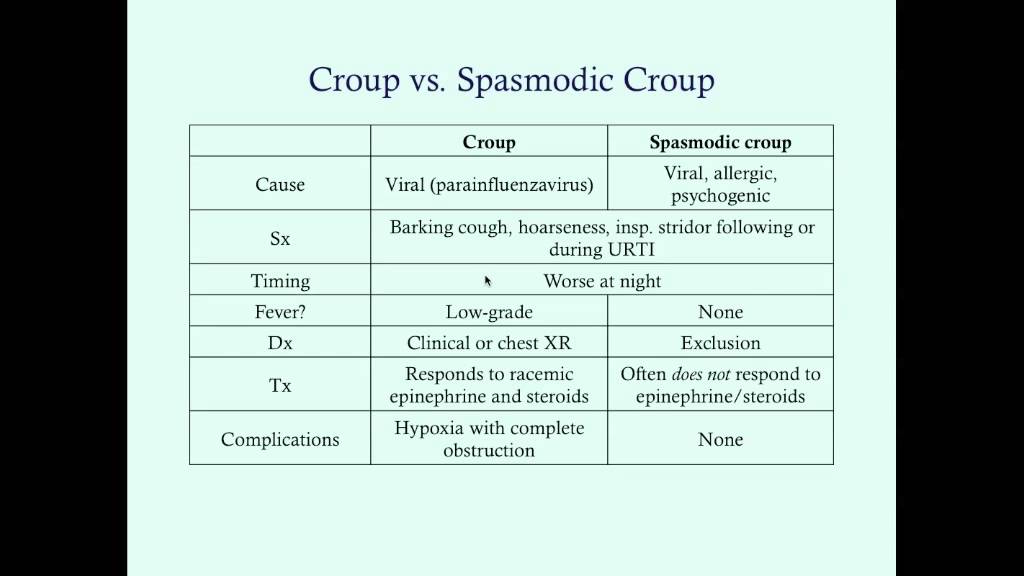 Croup vs. Spasmodic Croup
Croup
Spasmodic croup
Cause
Viral (parainfluenzavirus)
Viral, allergic,
psychogenic
Sx
Barking cough, hoarseness, insp. stridor following or
during URTI
Timing
Worse at night
Fever?
Low-grade
None
Dx
Clinical or chest XR
Exclusion
Tx
Responds to racemic
epinephrine and steroids
Often does not respond to
epinephrine/steroids
Complications
Hypoxia with complete
obstruction
None